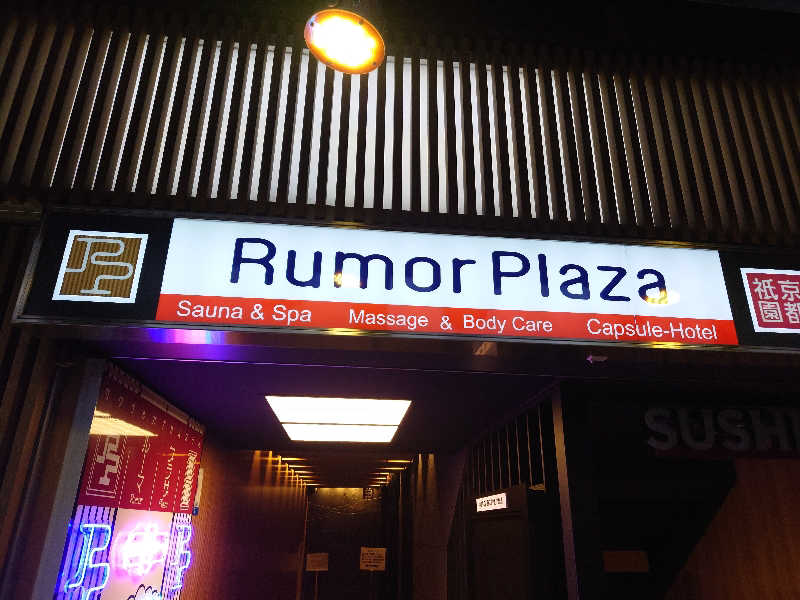 Rumor Plaza
Sauna & Spa Massage & Body Care Capsule-Hotel
京都
祇園
SUSHI